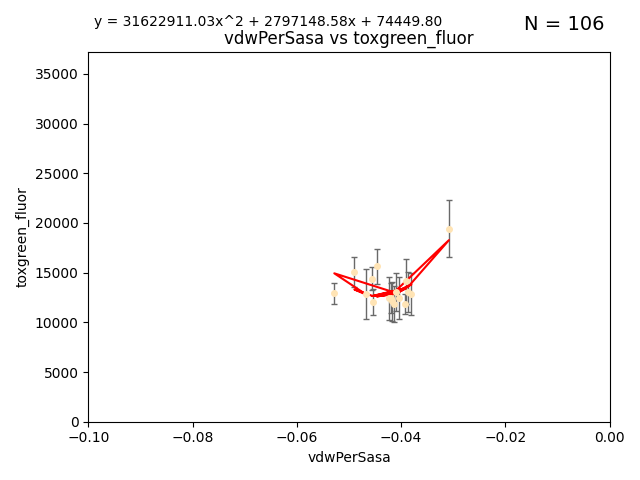 y = 31622911.03x^2 + 2797148.58x + 74449.80
N = 106
vdwPerSasa vs toxgreen_fluor
35000
30000
25000
20000
15000
10000
5000
0
toxgreen_fluor
−0.10
−0.08
−0.06
−0.04
−0.02
0.00
vdwPerSasa